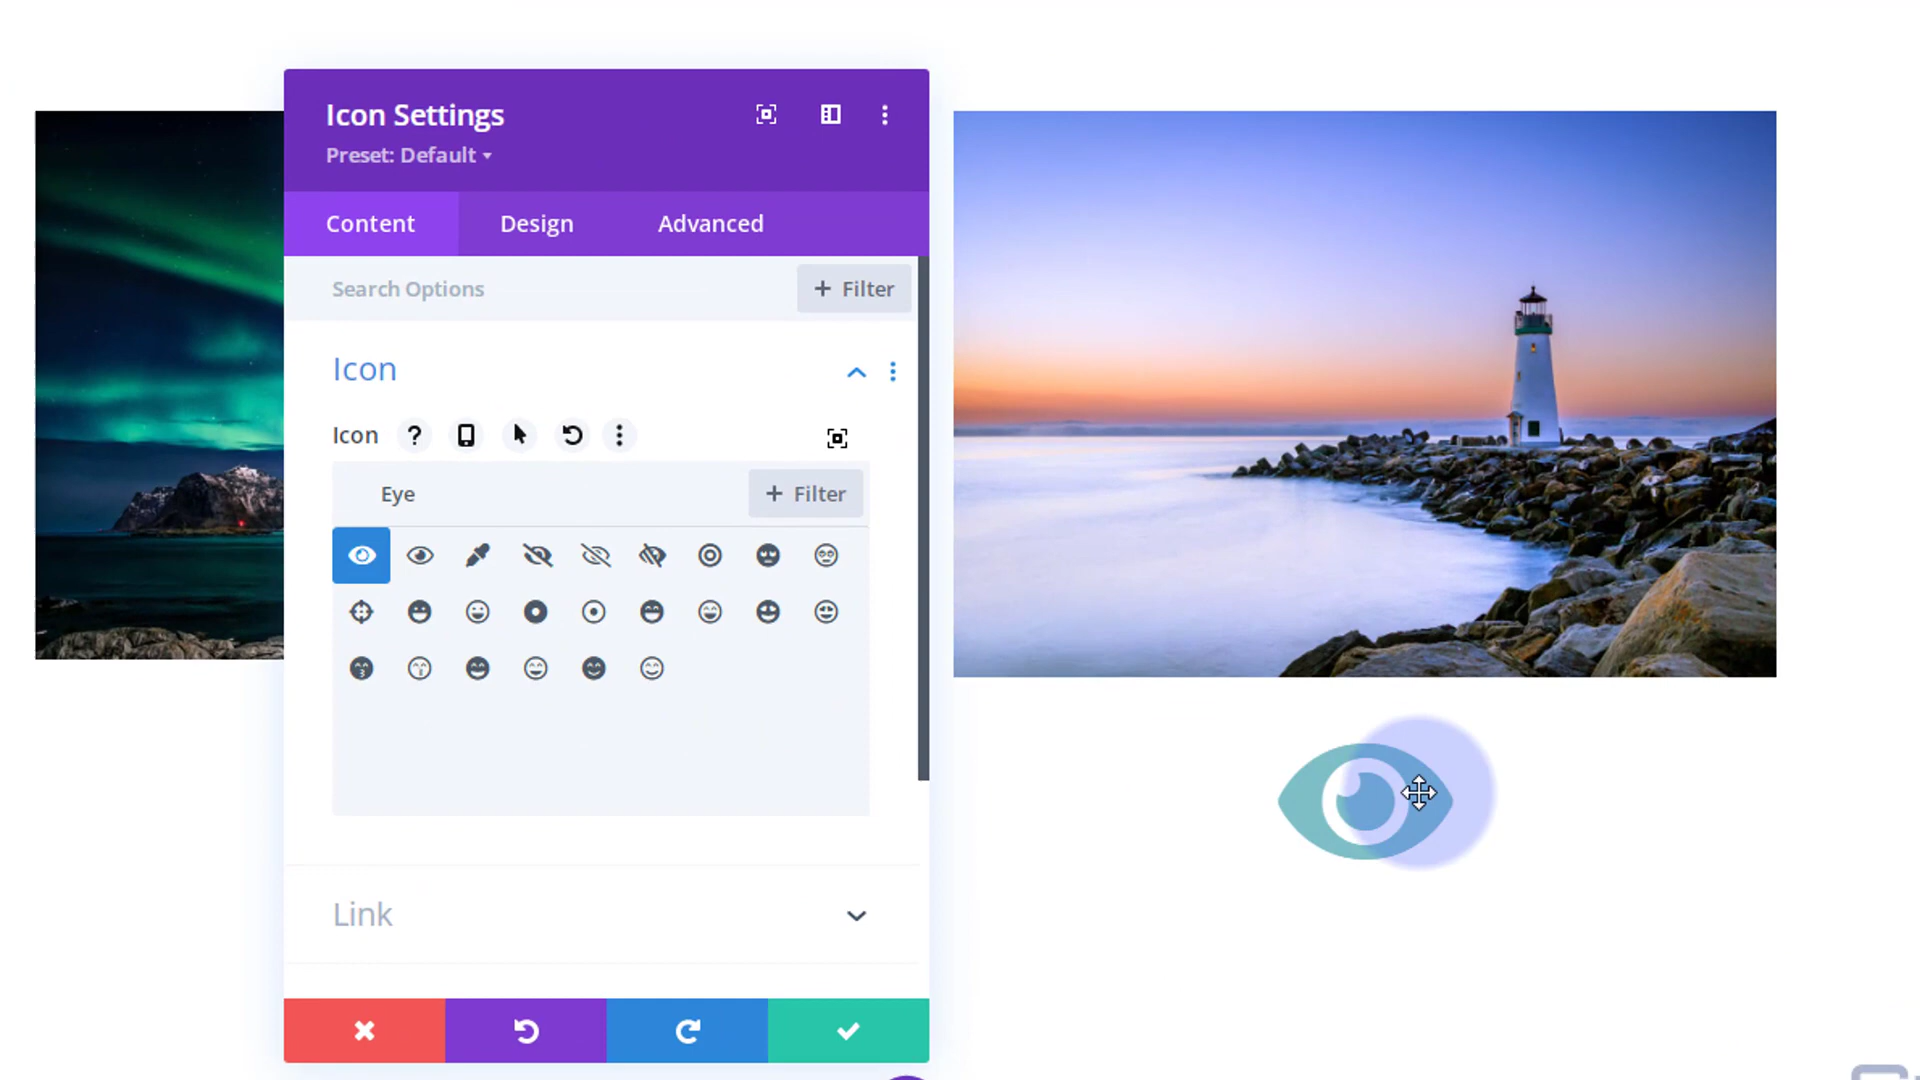 Icon Settings
Preset: Default
Content
Design
Advanced
Search Options
+ Filter
Icon
Icon ?
Eye
+ Filter
Link